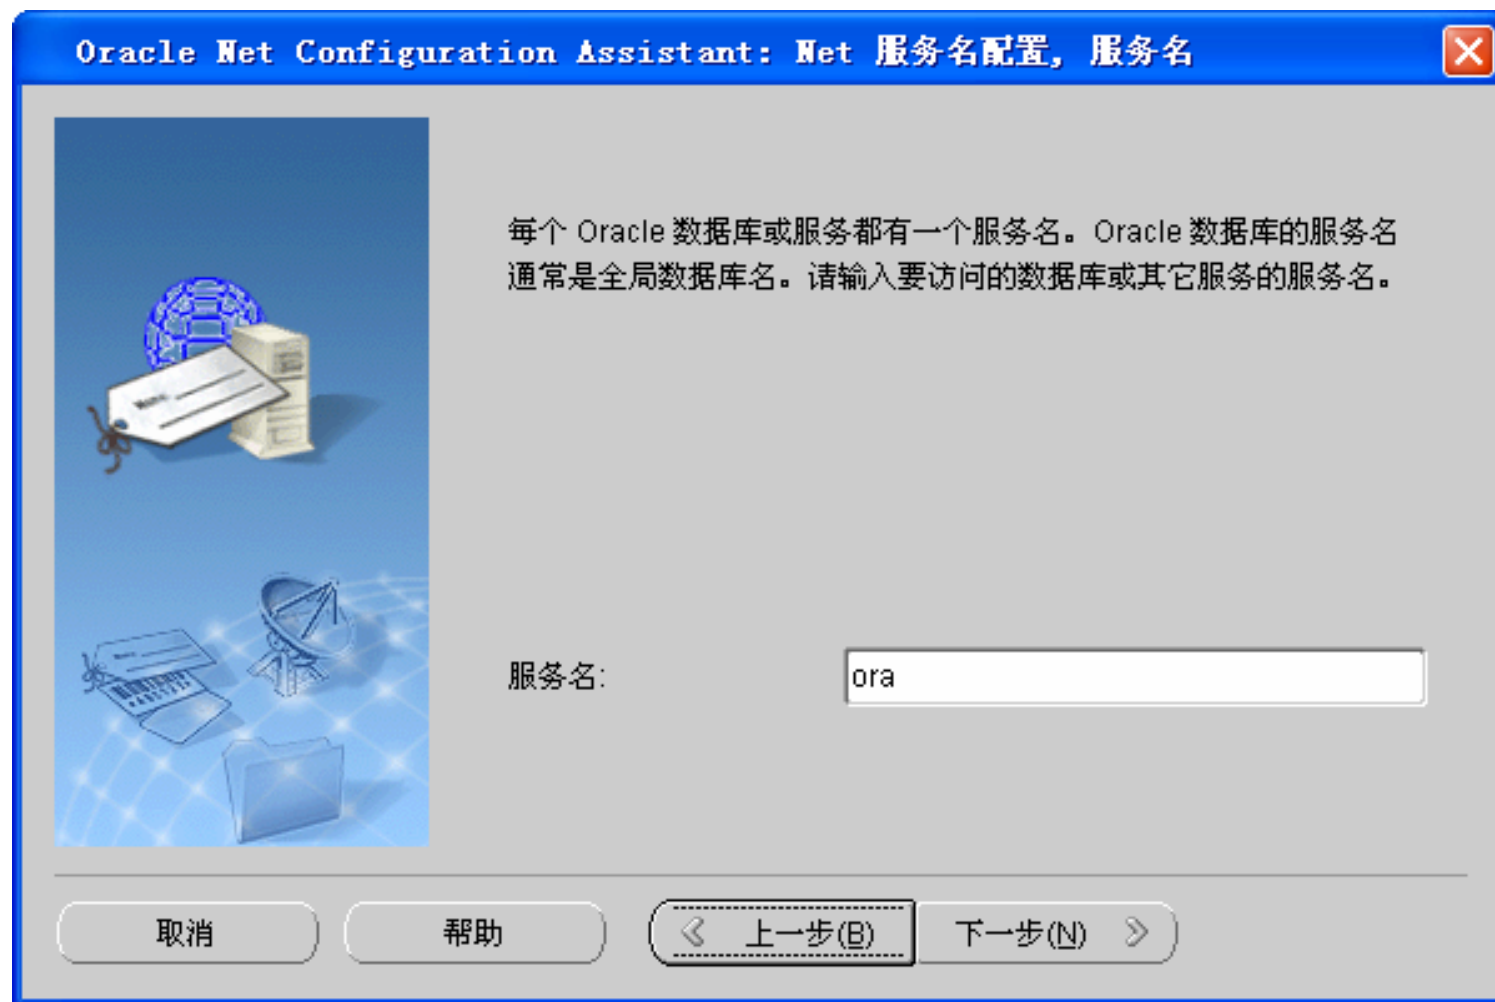 Oracle Net Configuration Assistant: Net 服务名配置, 服务名
每个 Oracle 数据库或服务都有一个服务名。Oracle 数据库的服务名
通常是全局数据库名。请输入要访问的数据库或其它服务的服务名。
服务名: ora
取消 帮助 上一步(B) 下一步(N)